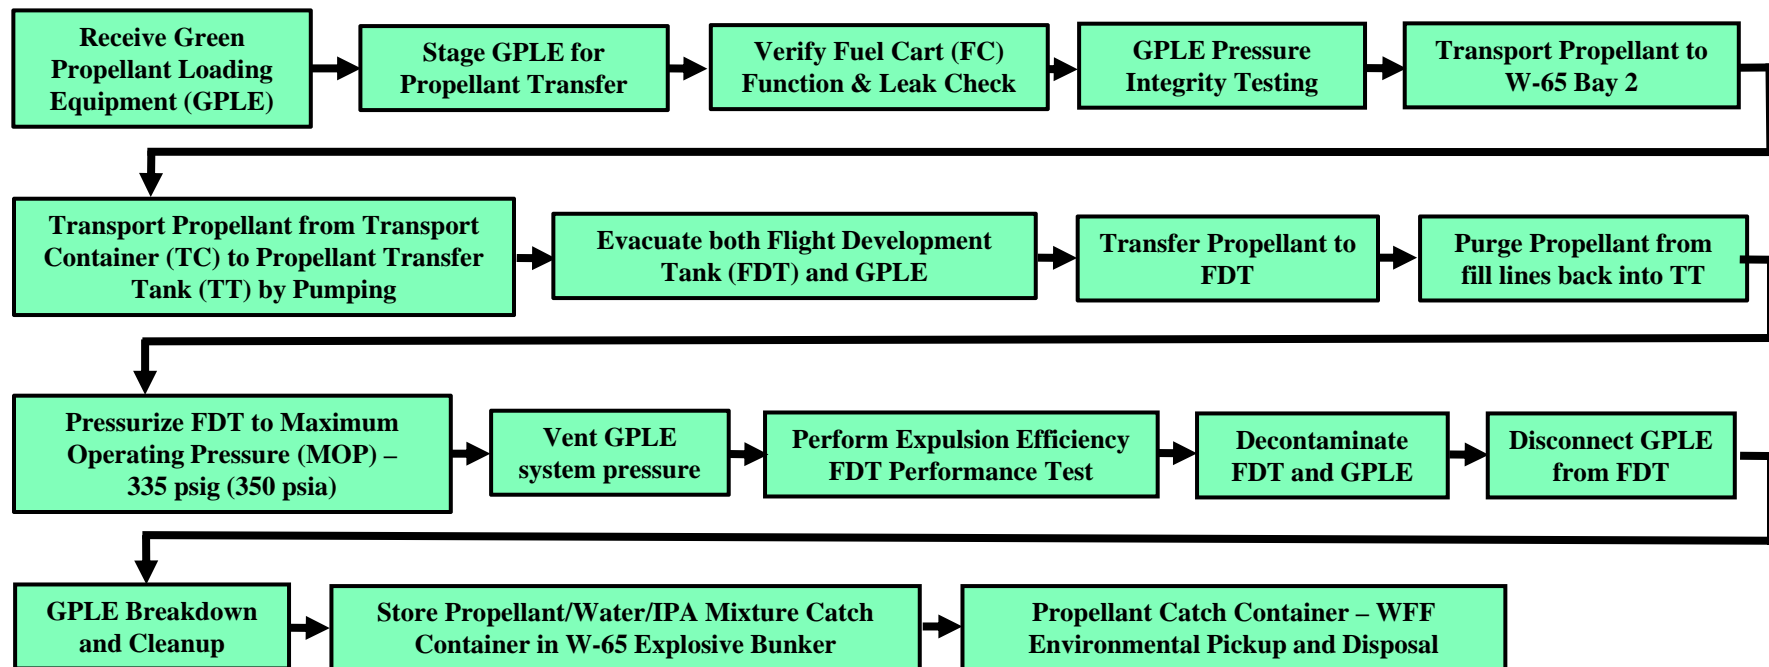 Receive Green
Propellant Loading
Equipment (GPLE)
Stage GPLE for
Propellant Transfer
Verify Fuel Cart (FC)
Function & Leak Check
GPLE Pressure
Integrity Testing
Transport Propellant to
W-65 Bay 2
Transport Propellant from Transport
Container (TC) to Propellant Transfer
Tank (TT) by Pumping
Evacuate both Flight Development
Tank (FDT) and GPLE
Transfer Propellant to
FDT
Purge Propellant from
fill lines back into TT
Pressurize FDT to Maximum
Operating Pressure (MOP) –
335 psig (350 psia)
Vent GPLE
system pressure
Perform Expulsion Efficiency
FDT Performance Test
Decontaminate
FDT and GPLE
Disconnect GPLE
from FDT
GPLE Breakdown
and Cleanup
Store Propellant/Water/IPA Mixture Catch
Container in W-65 Explosive Bunker
Propellant Catch Container – WFF
Environmental Pickup and Disposal